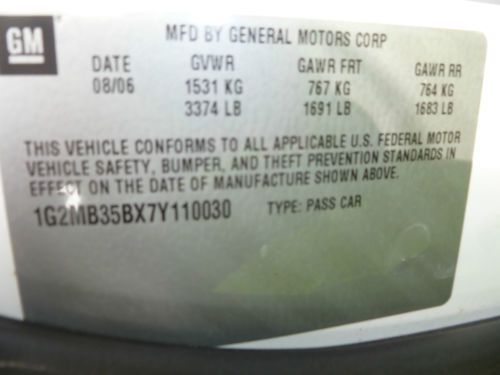 GM
MFD BY GENERAL MOTORS CORP
DATE GVWR GAWR FRT GAWR RR
08/06 1531 KG 767 KG 764 KG
3374 LB 1691 LB 1683 LB
THIS VEHICLE CONFORMS TO ALL APPLICABLE U.S. FEDERAL MOTOR
VEHICLE SAFETY, BUMPER, AND THEFT PREVENTION STANDARDS IN
EFFECT ON THE DATE OF MANUFACTURE SHOWN ABOVE.
1G2MB35BX7Y110030 TYPE: PASS CAR